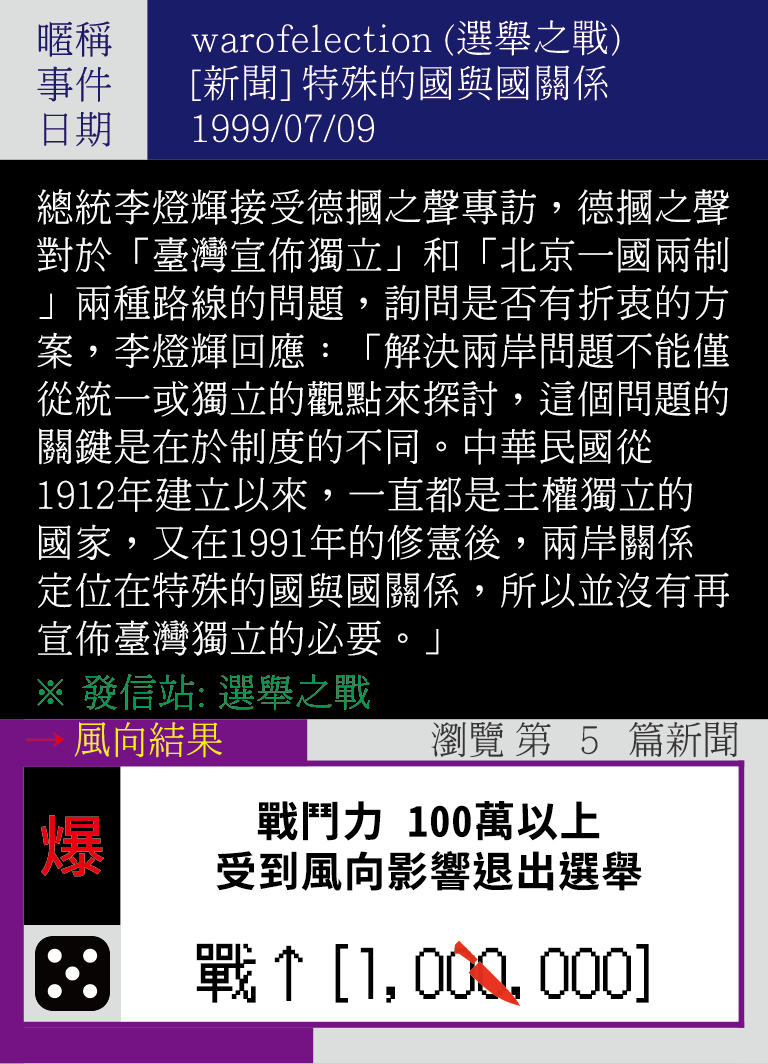 暱稱 warofelection (選舉之戰)
事件 [新聞] 特殊的國與國關係
日期 1999/07/09
總統李燈輝接受德摑之聲專訪，德摑之聲
對於「臺灣宣佈獨立」和「北京一國兩制
」兩種路線的問題，詢問是否有折衷的方
案，李燈輝回應：「解決兩岸問題不能僅
從統一或獨立的觀點來探討，這個問題的
關鍵是在於制度的不同。中華民國從
1912年建立以來，一直都是主權獨立的
國家，又在1991年的修憲後，兩岸關係
定位在特殊的國與國關係，所以並沒有再
宣佈臺灣獨立的必要。」
※ 發信站: 選舉之戰
→ 風向結果
瀏覽 第 5 篇新聞
爆
戰鬥力 100萬以上
受到風向影響退出選舉
戰↑[1,000,000]